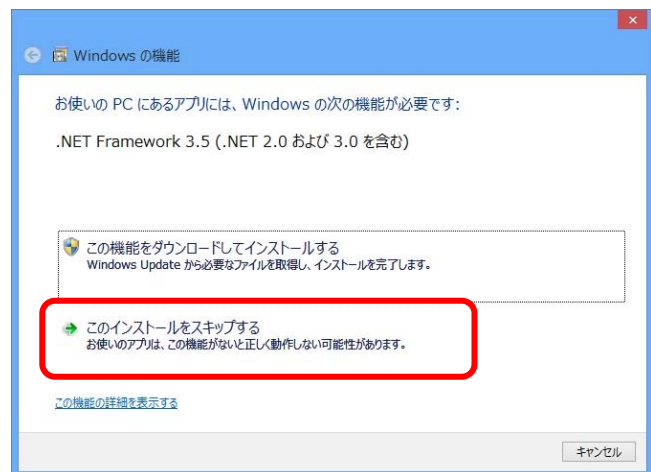 Windows の機能
お使いの PC にあるアプリには、Windows の次の機能が必要です:
.NET Framework 3.5 (.NET 2.0 および 3.0 を含む)
この機能をダウンロードしてインストールする
Windows Update から必要なファイルを取得し、インストールを完了します。
このインストールをスキップする
お使いのアプリは、この機能がないと正しく動作しない可能性があります。
この機能の詳細を表示する
キャンセル